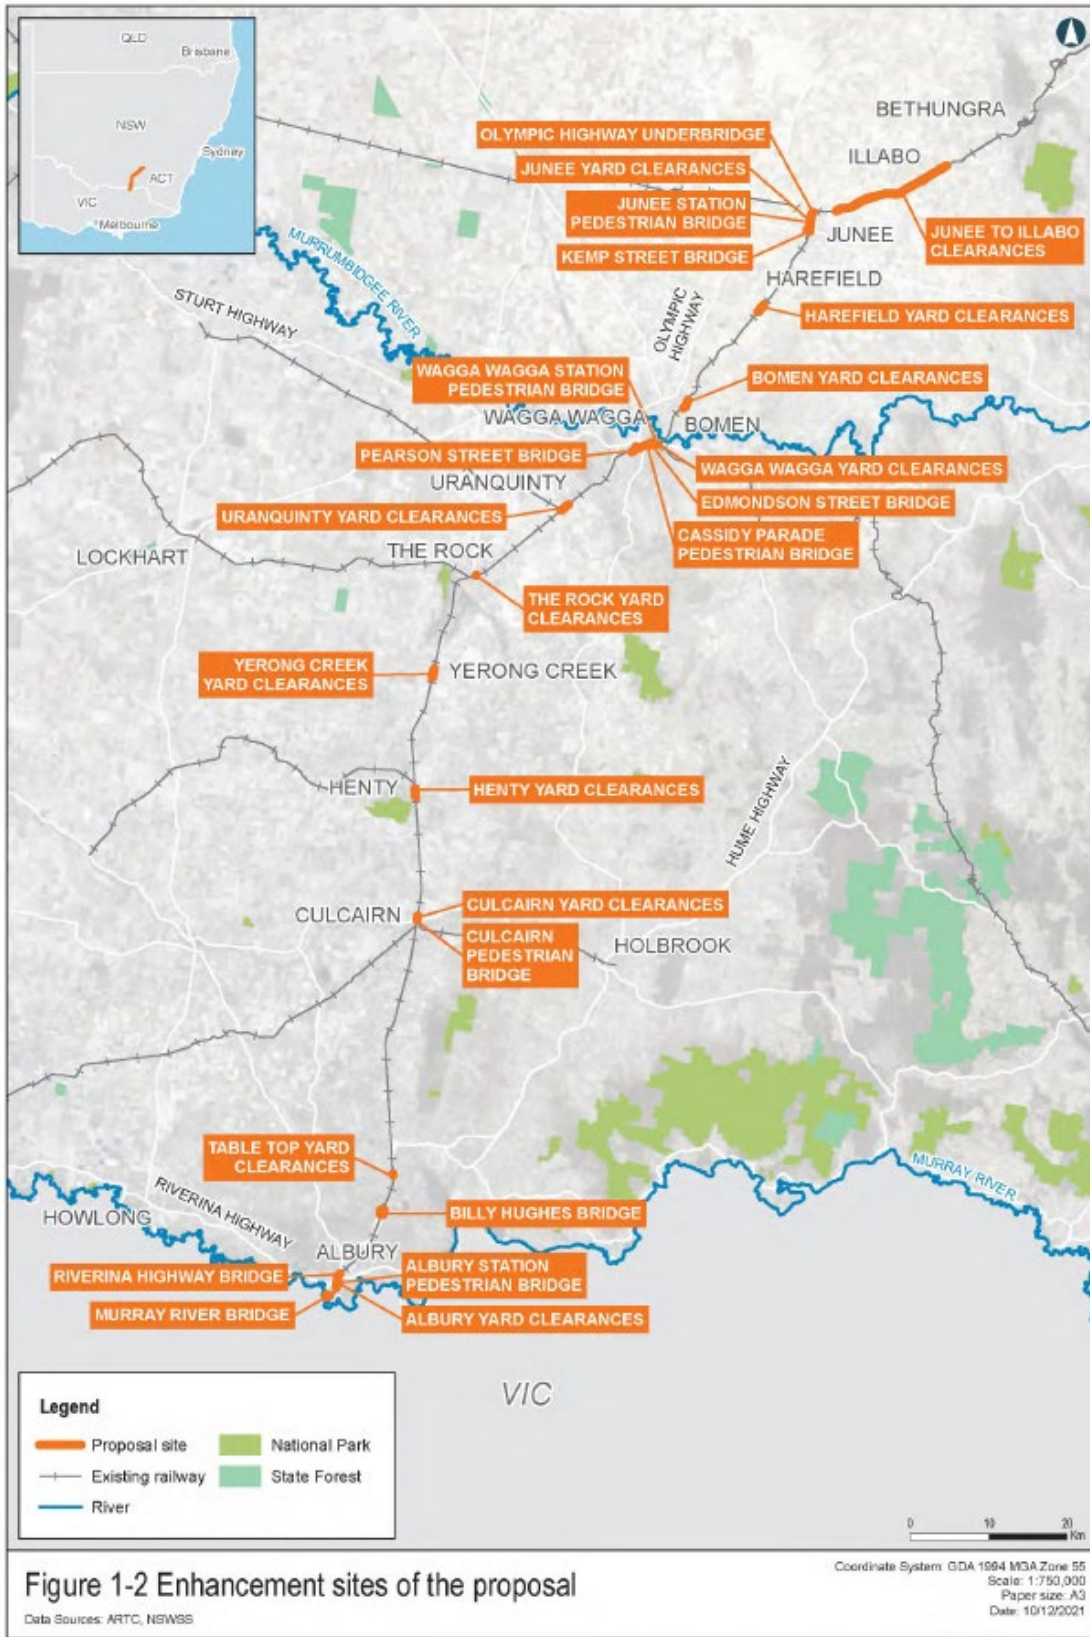 QLD
Brisbane
NSW
Sydney
ACT
VIC
Melbourne
BETHUNGRA
OLYMPIC HIGHWAY UNDERBRIDGE
ILLABO
JUNEE YARD CLEARANCES
JUNEE STATION
PEDESTRIAN BRIDGE
JUNEE
JUNEE TO ILLABO
CLEARANCES
KEMP STREET BRIDGE
MURRUMBIDGEE RIVER
HAREFIELD
STURT HIGHWAY
OLYMPIC
HIGHWAY
HAREFIELD YARD CLEARANCES
WAGGA WAGGA STATION
PEDESTRIAN BRIDGE
BOMEN YARD CLEARANCES
WAGGA WAGGA
BOMEN
PEARSON STREET BRIDGE
WAGGA WAGGA YARD CLEARANCES
URANQUINTY
EDMONDSON STREET BRIDGE
URANQUINTY YARD CLEARANCES
CASSIDY PARADE
PEDESTRIAN BRIDGE
LOCKHART
THE ROCK
THE ROCK YARD
CLEARANCES
YERONG CREEK
YARD CLEARANCES
YERONG CREEK
HENTY
HENTY YARD CLEARANCES
HUME HIGHWAY
CULCAIRN
CULCAIRN YARD CLEARANCES
CULCAIRN
PEDESTRIAN
BRIDGE
HOLBROOK
TABLE TOP YARD
CLEARANCES
MURRAY RIVER
RIVERINA HIGHWAY
HOWLONG
BILLY HUGHES BRIDGE
ALBURY
RIVERINA HIGHWAY BRIDGE
ALBURY STATION
PEDESTRIAN BRIDGE
MURRAY RIVER BRIDGE
ALBURY YARD CLEARANCES
VIC
Legend
Proposal site
National Park
Existing railway
State Forest
River
0 10 20
Km
Figure 1-2 Enhancement sites of the proposal
Data Sources: ARTC, NSWSS
Coordinate System: GDA 1994 MGA Zone 55
Scale: 1:750,000
Paper size: A3
Date: 10/12/2021